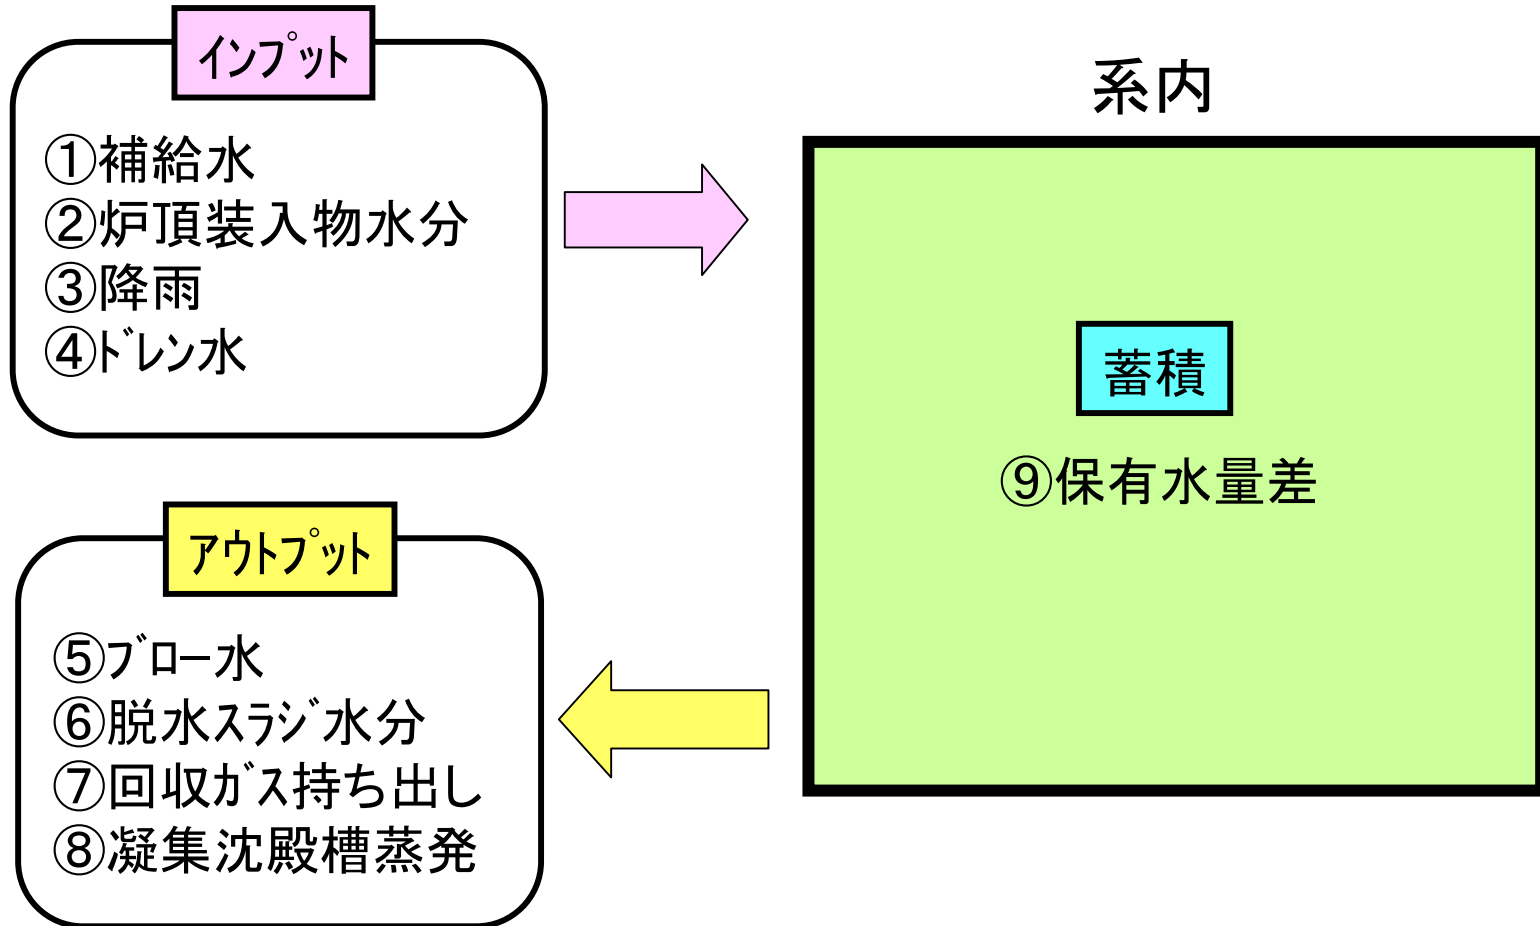 インプット
①補給水
②炉頂装入物水分
③降雨
④ドレン水
系内
蓄積
⑨保有水量差
アウトプット
⑤ブロー水
⑥脱水スラジ水分
⑦回収ガス持ち出し
⑧凝集沈殿槽蒸発